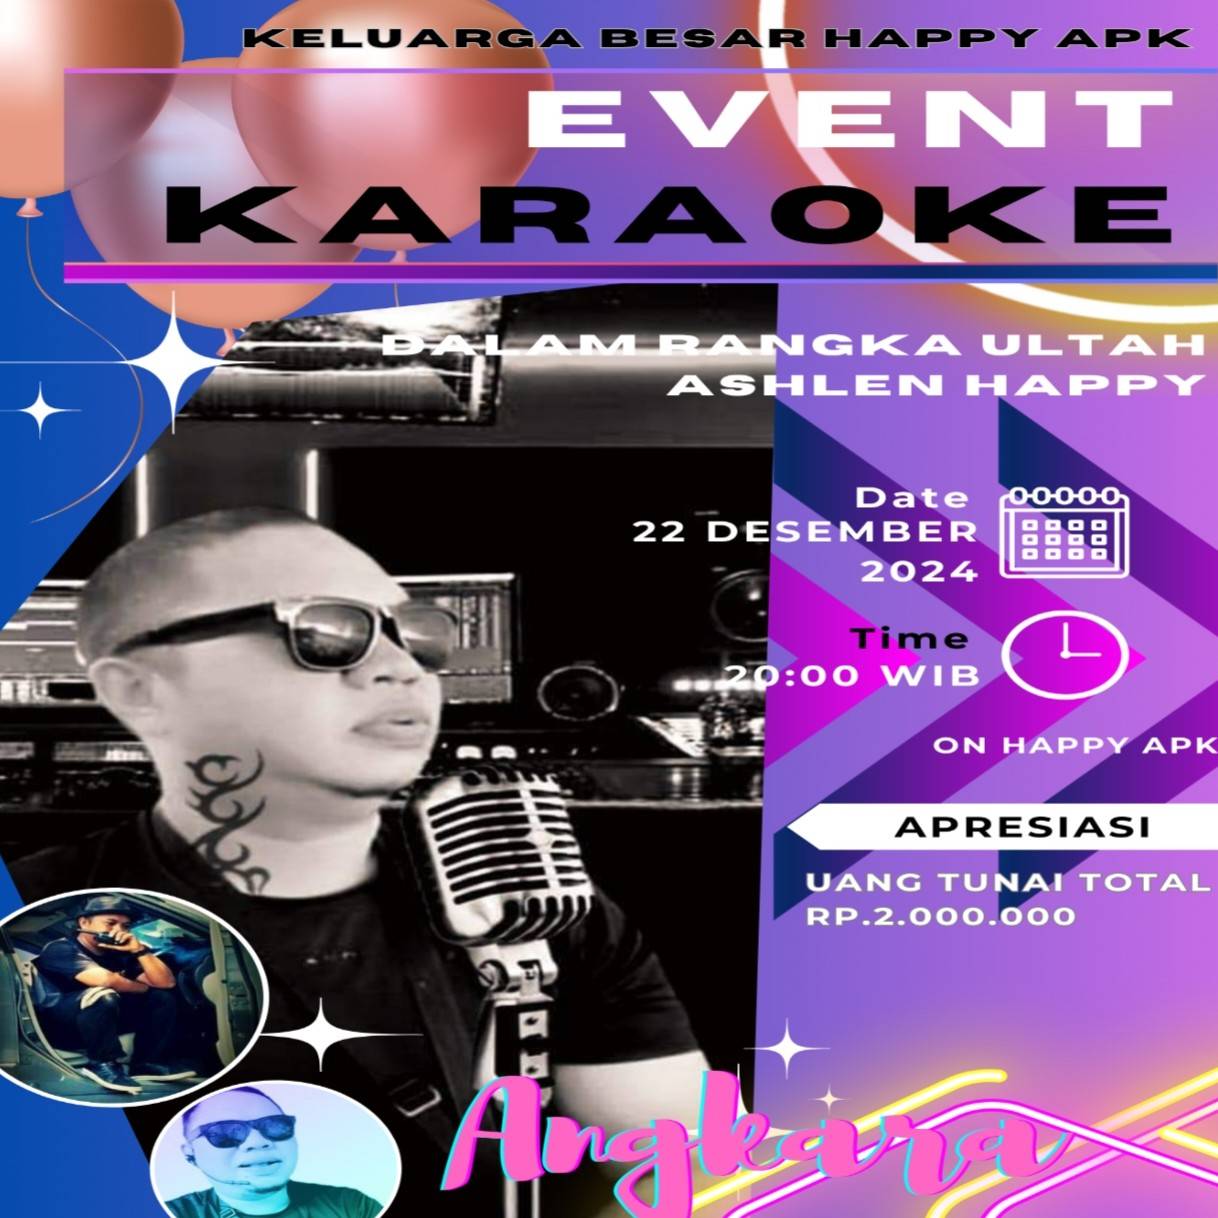 KELUARGA BESAR HAPPY APK
EVENT
KARAOKE
DALAM RANGKA ULTAH
ASHLEN HAPPY
Date
22 DESEMBER
2024
Time
20:00 WIB
ON HAPPY APK
APRESIASI
UANG TUNAI TOTAL
RP.2.000.000
Angkara